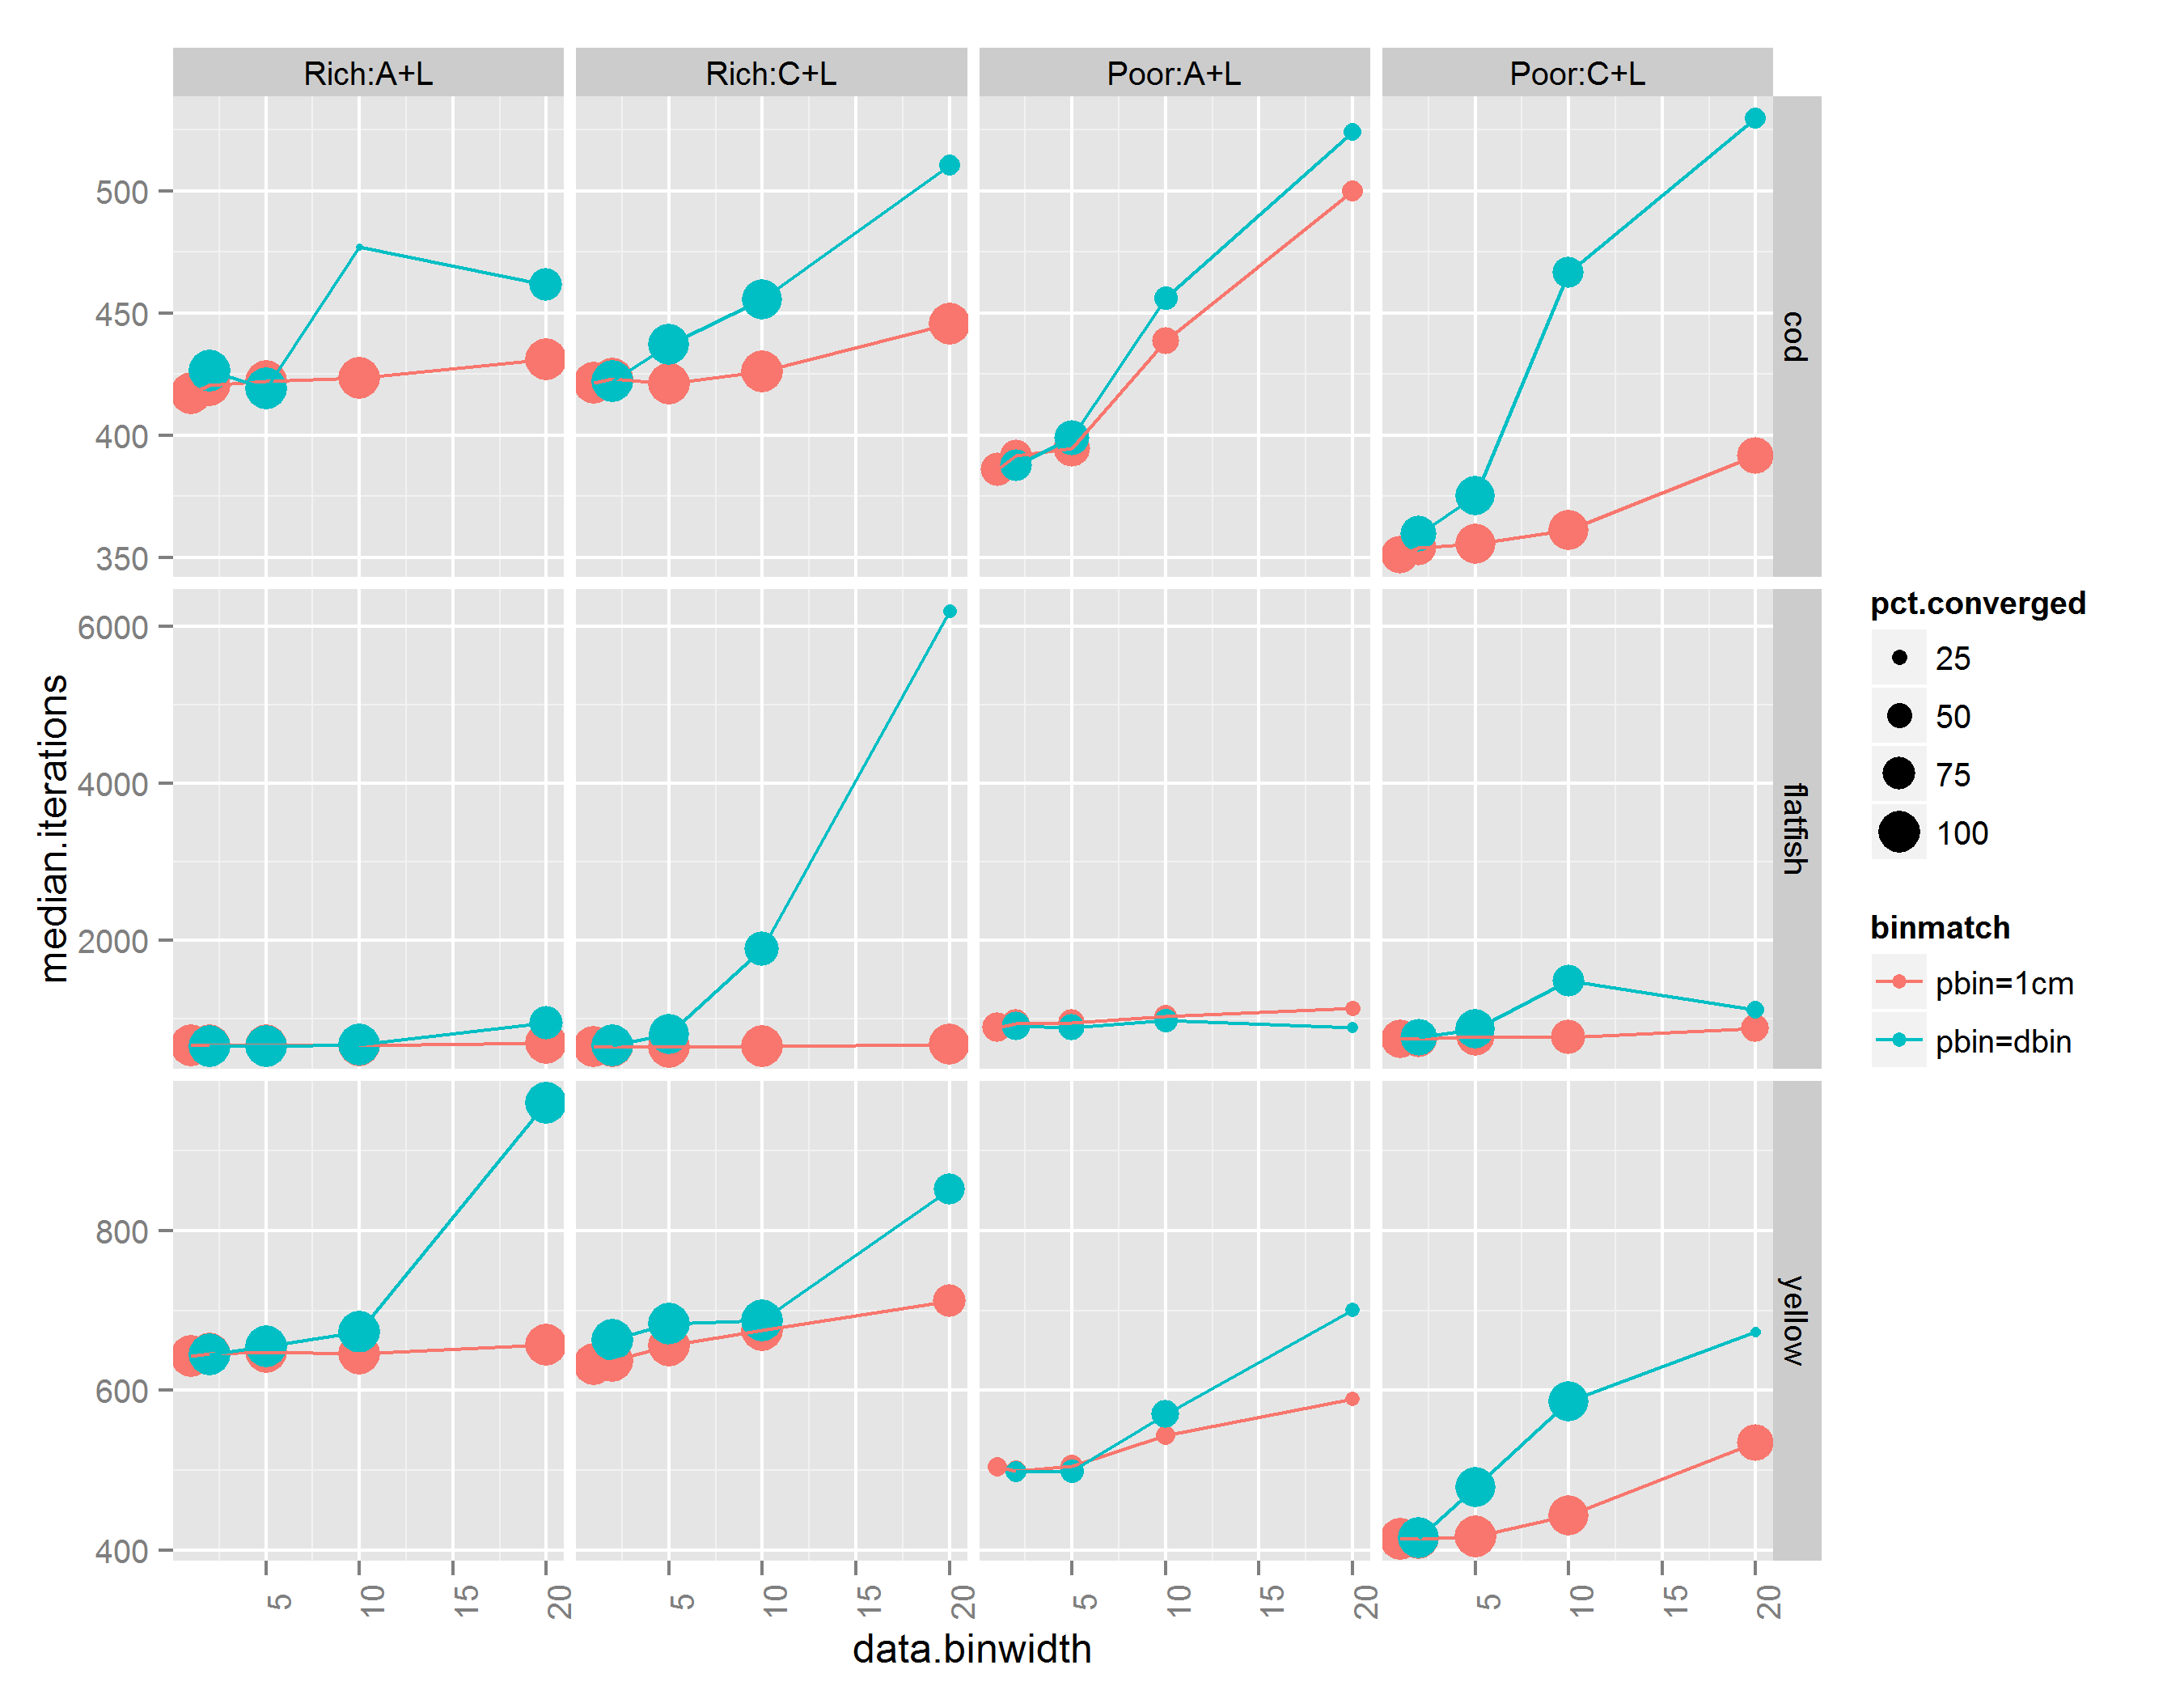 Rich:A+L Rich:C+L Poor:A+L Poor:C+L
500
450
400
350
cod
6000
4000
2000
flatfish
800
600
400
yellow
median.iterations
5 10 15 20 5 10 15 20 5 10 15 20 5 10 15 20
data.binwidth
pct.converged
25
50
75
100
binmatch
pbin=1cm
pbin=dbin